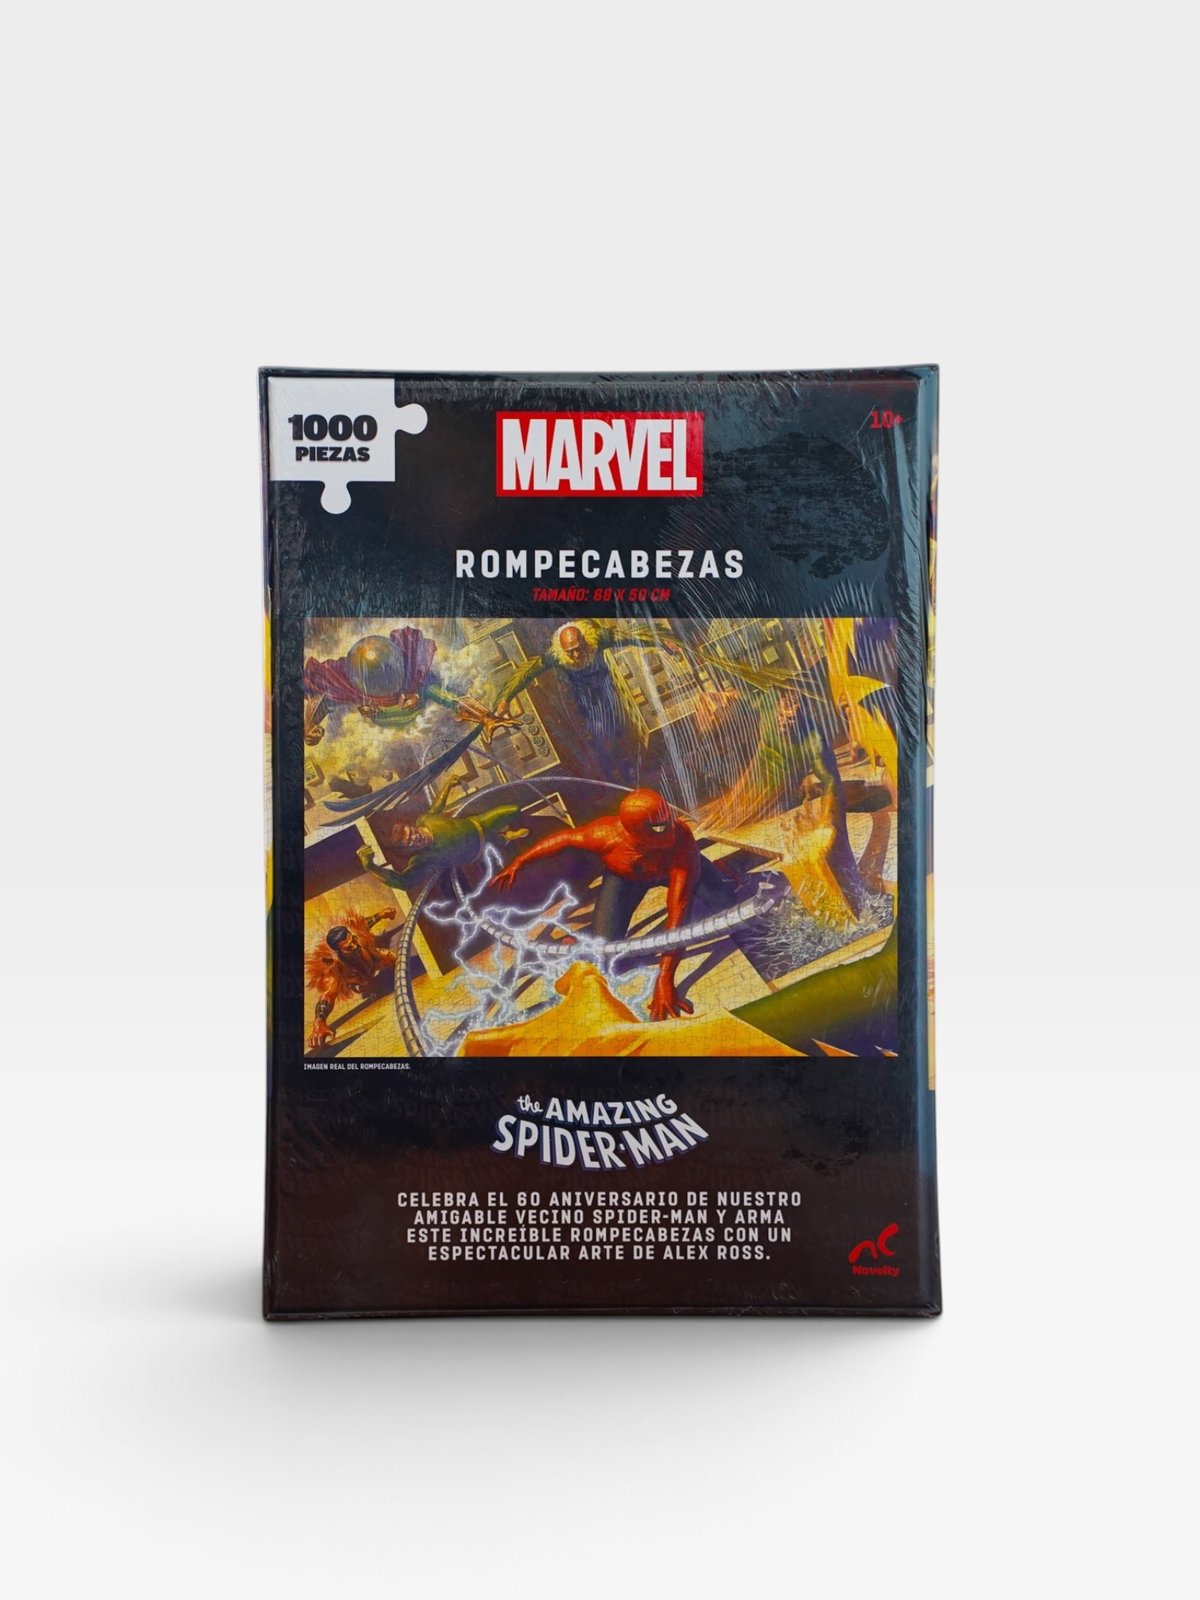 1000
PIEZAS
MARVEL
10+
ROMPECABEZAS
TAMAÑO: 68 X 50 CM
IMAGEN REAL DEL ROMPECABEZAS.
the AMAZING
SPIDER-MAN
CELEBRA EL 60 ANIVERSARIO DE NUESTRO
AMIGABLE VECINO SPIDER-MAN Y ARMA
ESTE INCREÍBLE ROMPECABEZAS CON UN
ESPECTACULAR ARTE DE ALEX ROSS.
nc
Novelty